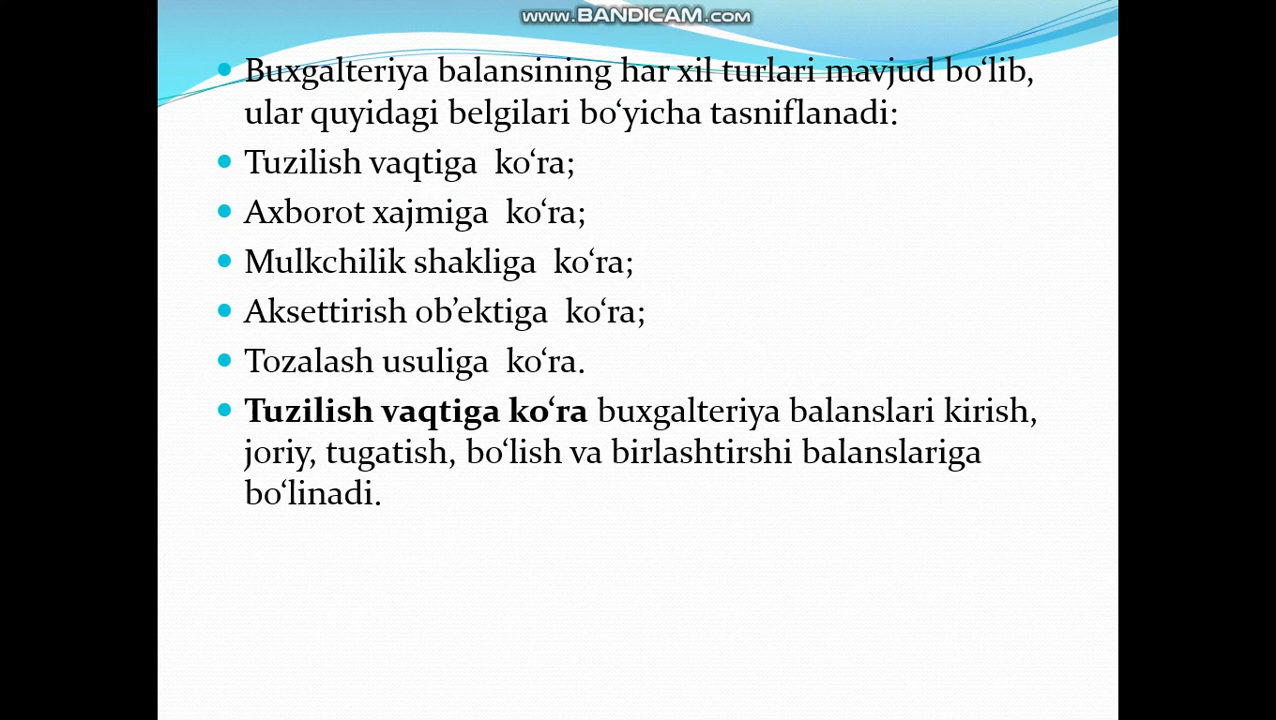 www.BANDICAM.com
Buxgalteriya balansining har xil turlari mavjud bo‘lib,
ular quyidagi belgilari bo‘yicha tasniflanadi:
Tuzilish vaqtiga ko‘ra;
Axborot xajmiga ko‘ra;
Mulkchilik shakliga ko‘ra;
Aksettirish ob’ektiga ko‘ra;
Tozalash usuliga ko‘ra.
Tuzilish vaqtiga ko‘ra buxgalteriya balanslari kirish,
joriy, tugatish, bo‘lish va birlashtirshi balanslariga
bo‘linadi.